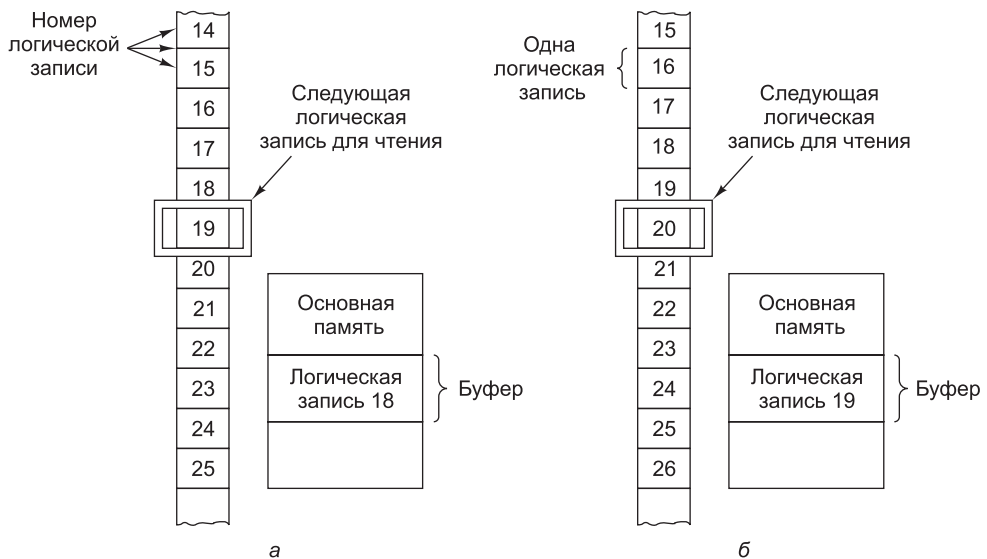 Номер
логической
записи
14
15
16
17
18
19
20
21
22
23
24
25
Следующая
логическая
запись для чтения
Основная
память
Логическая
запись 18
Буфер
а
Одна
логическая
запись
15
16
17
18
19
20
21
22
23
24
25
26
Следующая
логическая
запись для чтения
Основная
память
Логическая
запись 19
Буфер
б